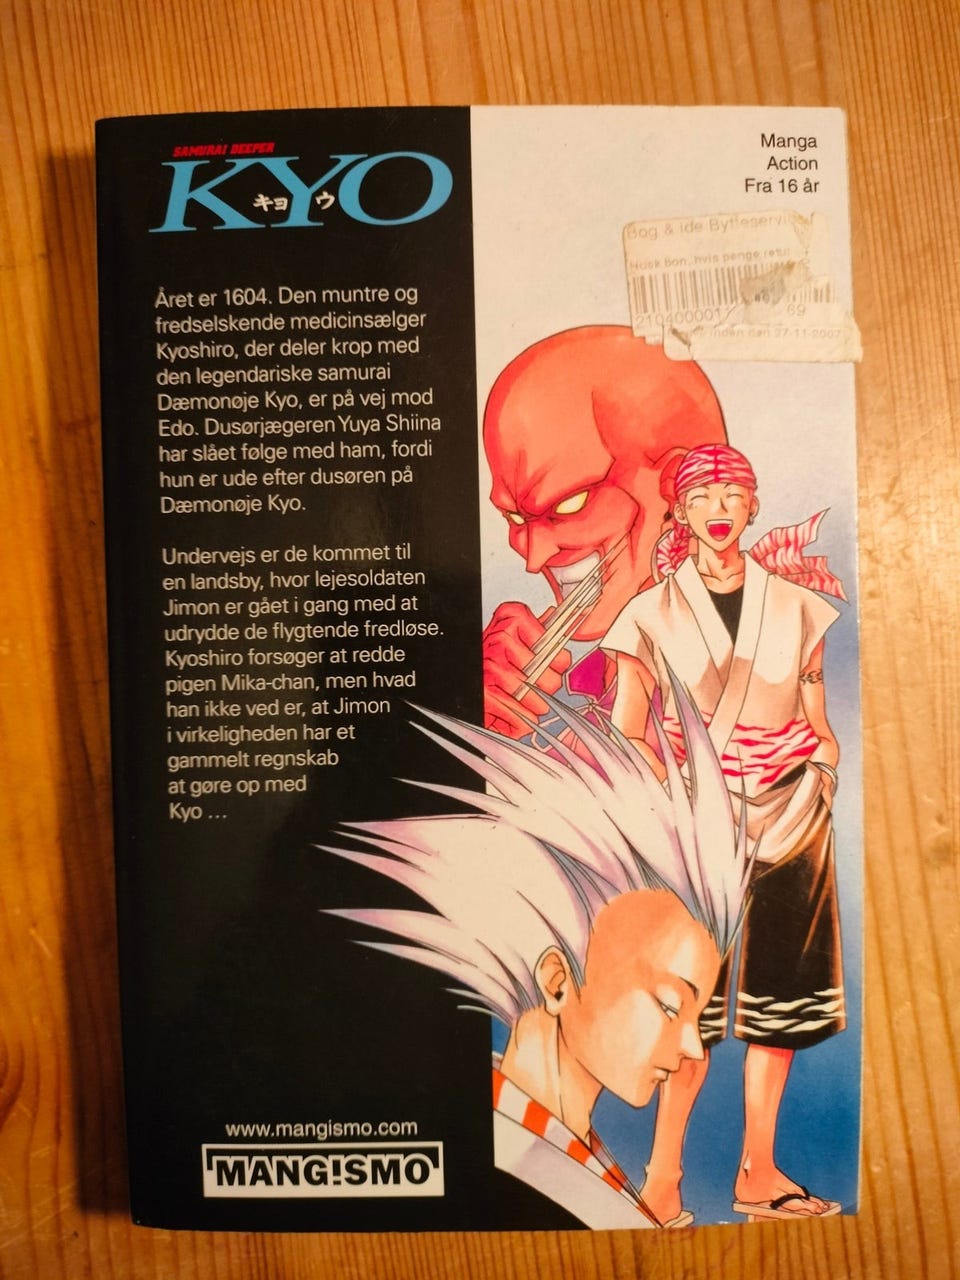 SAMURAI DEEPER
KYO
キョウ
Året er 1604. Den muntre og
fredselskende medicinsælger
Kyoshiro, der deler krop med
den legendariske samurai
Dæmonøje Kyo, er på vej mod
Edo. Dusørjægeren Yuya Shiina
har slået følge med ham, fordi
hun er ude efter dusøren på
Dæmonøje Kyo.
Undervejs er de kommet til
en landsby, hvor lejesoldaten
Jimon er gået i gang med at
udrydde de flygtende fredløse.
Kyoshiro forsøger at redde
pigen Mika-chan, men hvad
han ikke ved er, at Jimon
i virkeligheden har et
gammelt regnskab
at gøre op med
Kyo ...
www.mangismo.com
MANG!SMO
Manga
Action
Fra 16 år
Bog & ide
Husk Bon, hvis penge retur
69
inden den 27-11-2007